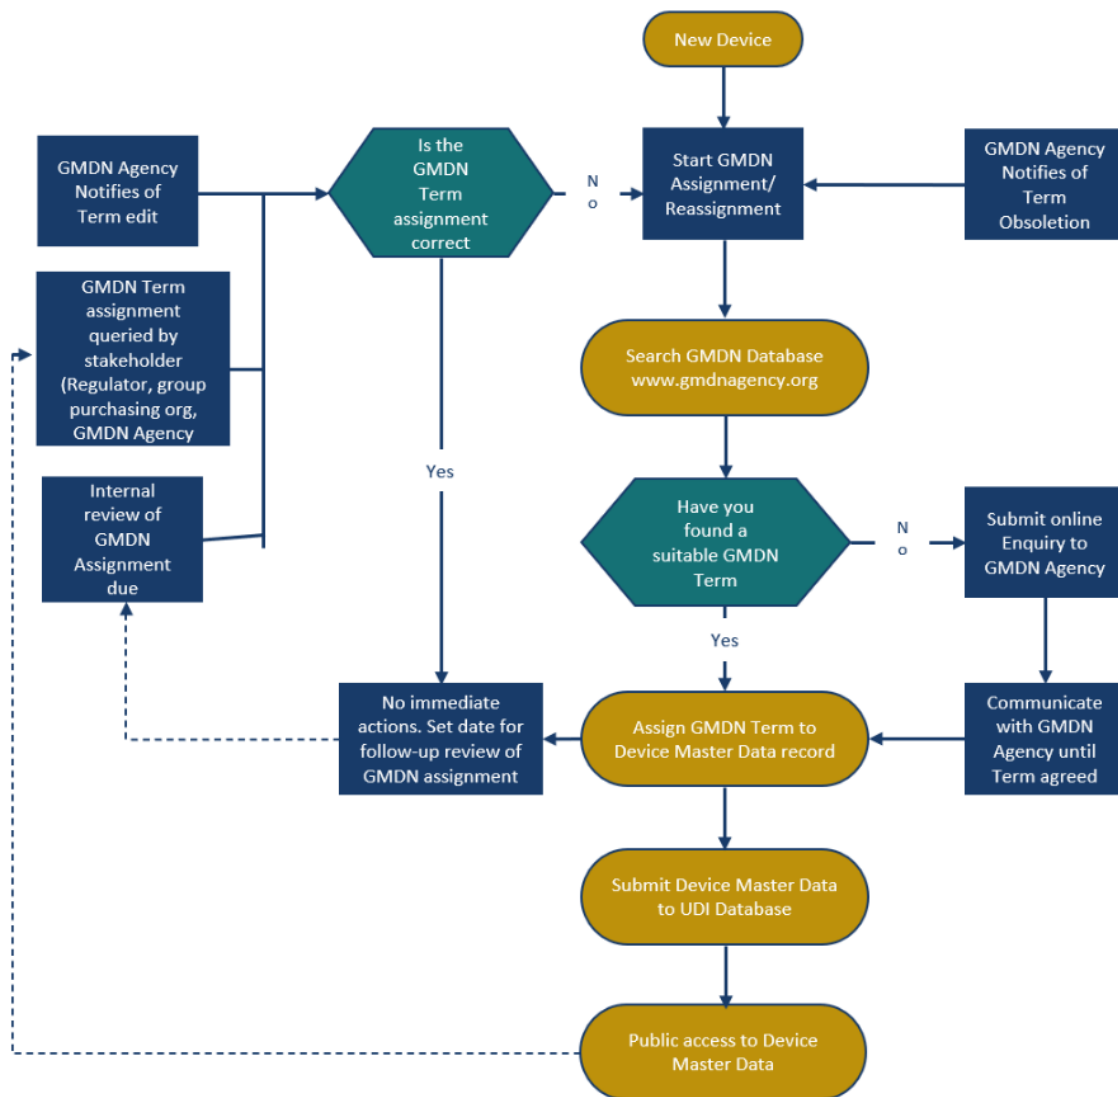 New Device
GMDN Agency
Notifies of
Term edit
Is the
GMDN
Term
assignment
correct
N
o
Start GMDN
Assignment/
Reassignment
GMDN Agency
Notifies of
Term
Obsoletion
GMDN Term
assignment
queried by
stakeholder
(Regulator, group
purchasing org,
GMDN Agency
Search GMDN Database
www.gmdnagency.org
Internal
review of
GMDN
Assignment
due
Yes
Have you
found a
suitable GMDN
Term
N
o
Submit online
Enquiry to
GMDN Agency
Yes
No immediate
actions. Set date for
follow-up review of
GMDN assignment
Assign GMDN Term to
Device Master Data record
Communicate
with GMDN
Agency until
Term agreed
Submit Device Master Data
to UDI Database
Public access to Device
Master Data